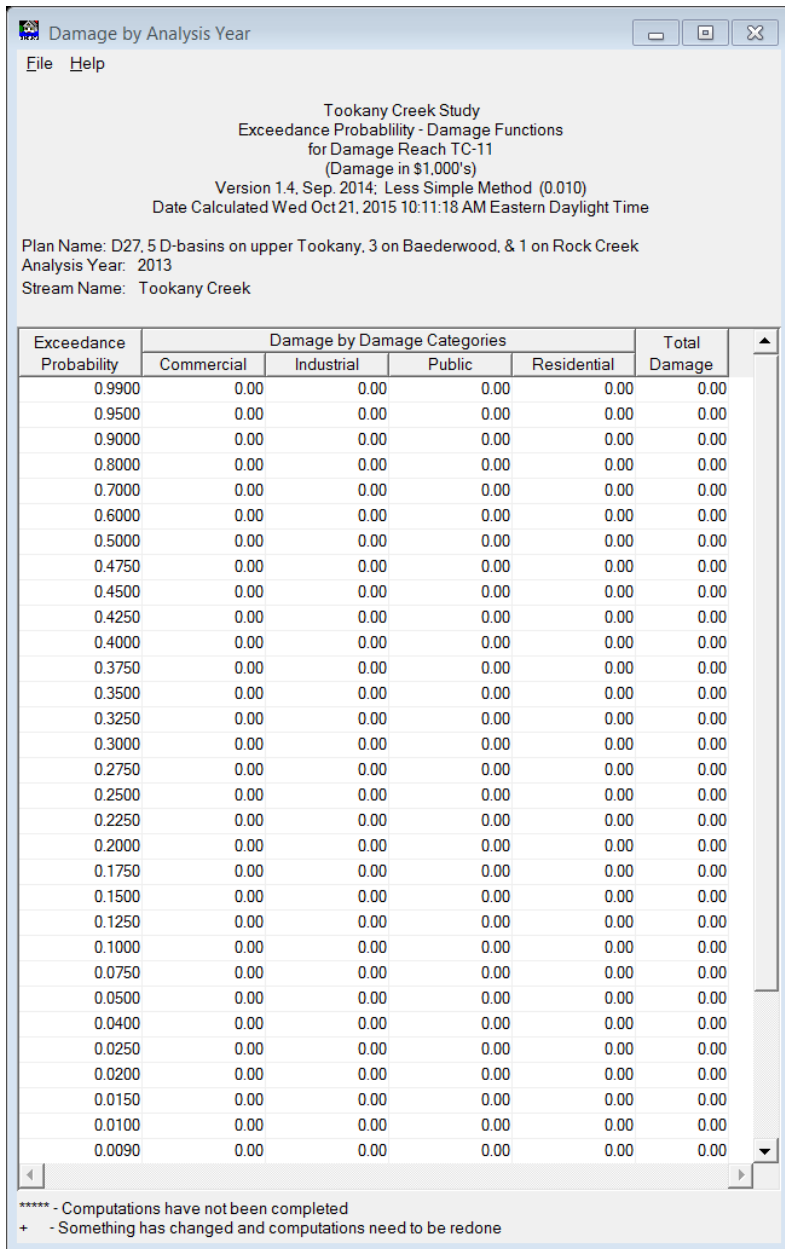 Damage by Analysis Year
File Help
Tookany Creek Study
Exceedance Probablility - Damage Functions
for Damage Reach TC-11
(Damage in $1,000's)
Version 1.4, Sep. 2014; Less Simple Method (0.010)
Date Calculated Wed Oct 21, 2015 10:11:18 AM Eastern Daylight Time
Plan Name: D27, 5 D-basins on upper Tookany, 3 on Baederwood, & 1 on Rock Creek
Analysis Year: 2013
Stream Name: Tookany Creek
Exceedance Damage by Damage Categories Total
Probability Commercial Industrial Public Residential Damage
0.9900 0.00 0.00 0.00 0.00 0.00
0.9500 0.00 0.00 0.00 0.00 0.00
0.9000 0.00 0.00 0.00 0.00 0.00
0.8000 0.00 0.00 0.00 0.00 0.00
0.7000 0.00 0.00 0.00 0.00 0.00
0.6000 0.00 0.00 0.00 0.00 0.00
0.5000 0.00 0.00 0.00 0.00 0.00
0.4750 0.00 0.00 0.00 0.00 0.00
0.4500 0.00 0.00 0.00 0.00 0.00
0.4250 0.00 0.00 0.00 0.00 0.00
0.4000 0.00 0.00 0.00 0.00 0.00
0.3750 0.00 0.00 0.00 0.00 0.00
0.3500 0.00 0.00 0.00 0.00 0.00
0.3250 0.00 0.00 0.00 0.00 0.00
0.3000 0.00 0.00 0.00 0.00 0.00
0.2750 0.00 0.00 0.00 0.00 0.00
0.2500 0.00 0.00 0.00 0.00 0.00
0.2250 0.00 0.00 0.00 0.00 0.00
0.2000 0.00 0.00 0.00 0.00 0.00
0.1750 0.00 0.00 0.00 0.00 0.00
0.1500 0.00 0.00 0.00 0.00 0.00
0.1250 0.00 0.00 0.00 0.00 0.00
0.1000 0.00 0.00 0.00 0.00 0.00
0.0750 0.00 0.00 0.00 0.00 0.00
0.0500 0.00 0.00 0.00 0.00 0.00
0.0400 0.00 0.00 0.00 0.00 0.00
0.0250 0.00 0.00 0.00 0.00 0.00
0.0200 0.00 0.00 0.00 0.00 0.00
0.0150 0.00 0.00 0.00 0.00 0.00
0.0100 0.00 0.00 0.00 0.00 0.00
0.0090 0.00 0.00 0.00 0.00 0.00
***** - Computations have not been completed
+ - Something has changed and computations need to be redone